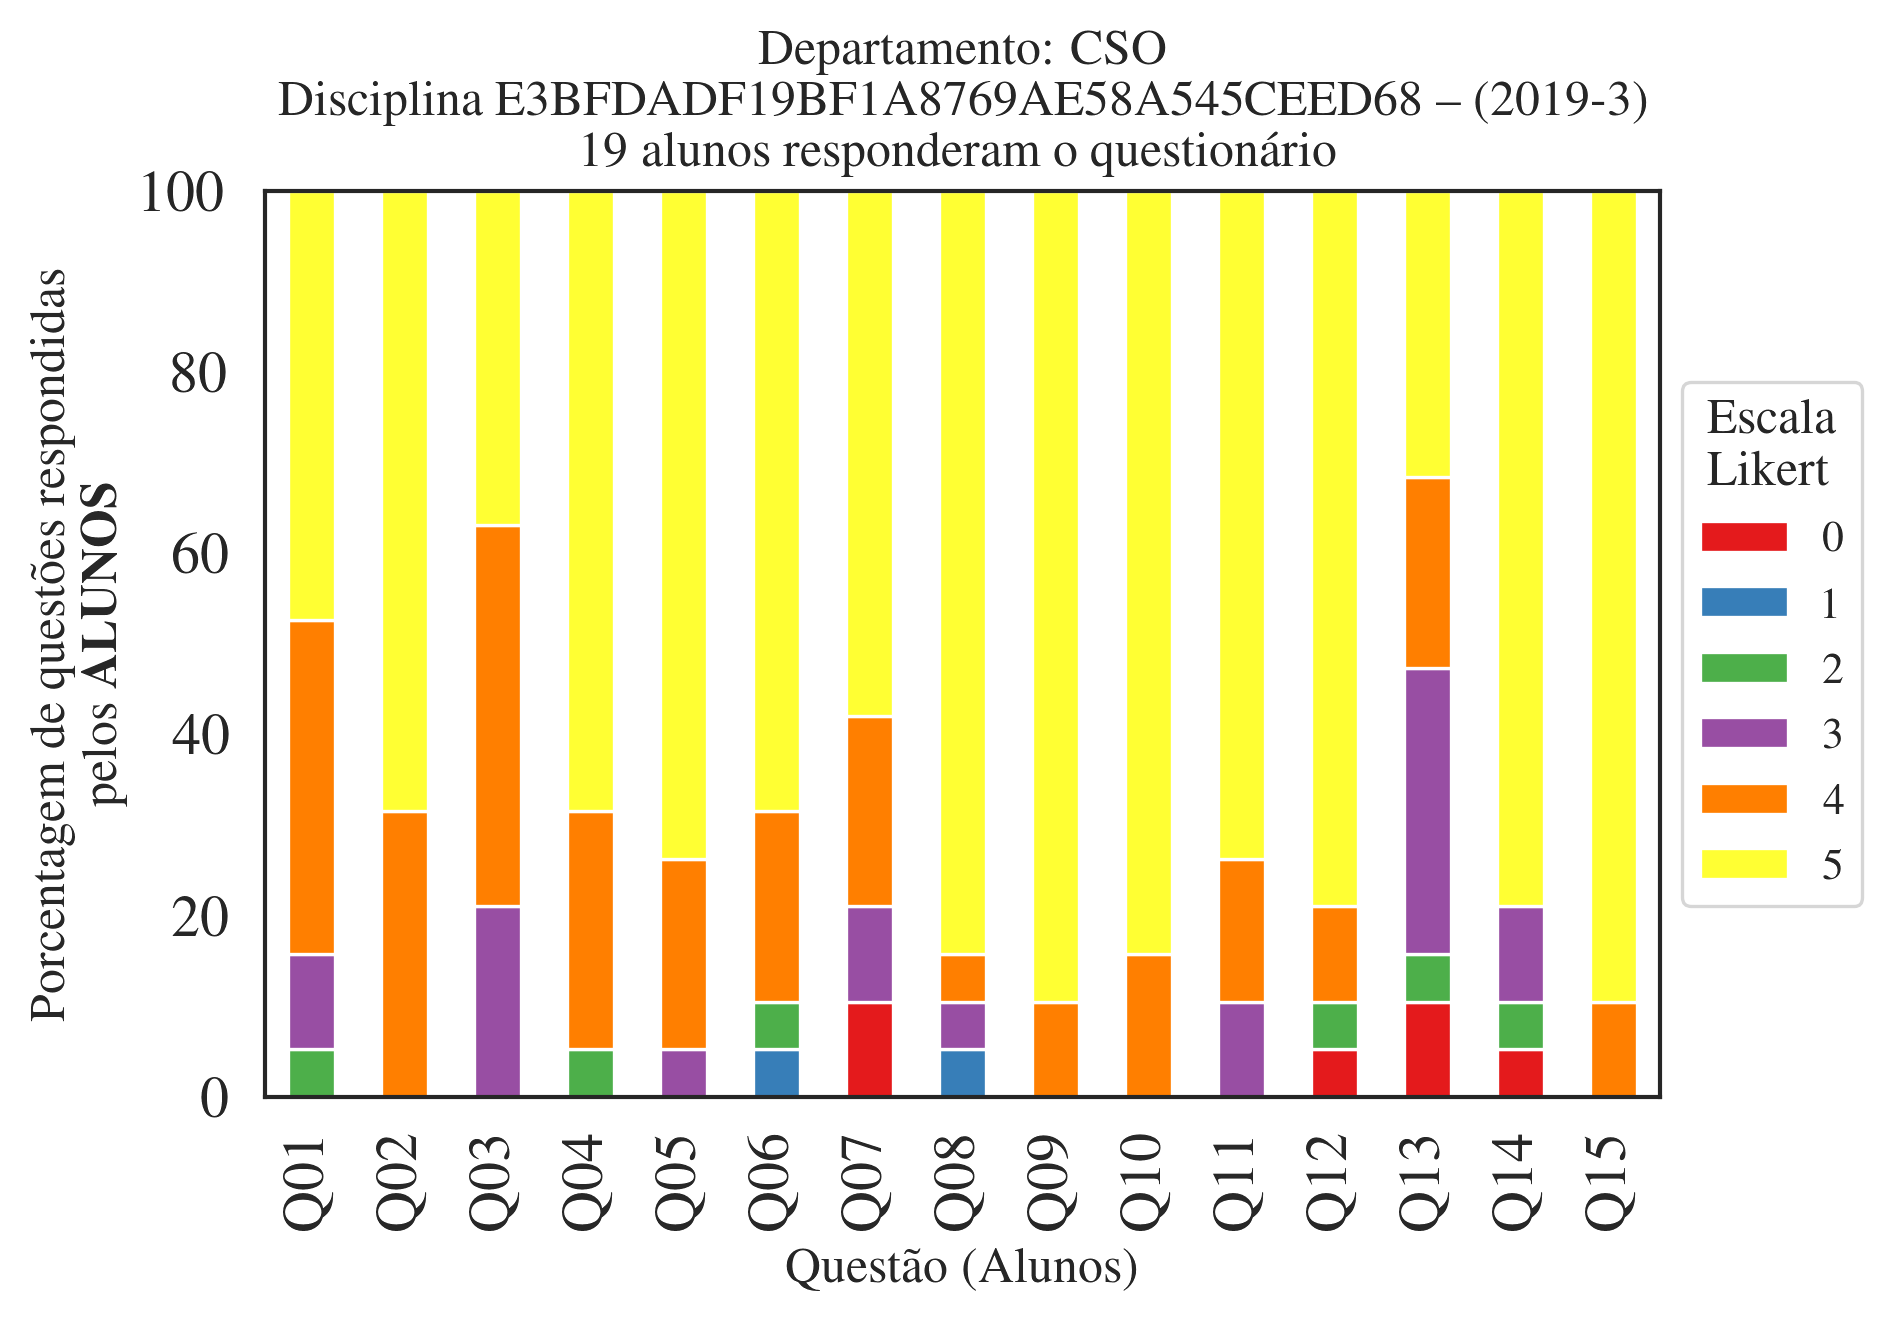 Departamento: CSO
Disciplina E3BFDADF19BF1A8769AE58A545CEED68 – (2019-3)
19 alunos responderam o questionário
Porcentagem de questões respondidas
pelos ALUNOS
100
80
60
40
20
0
Q01
Q02
Q03
Q04
Q05
Q06
Q07
Q08
Q09
Q10
Q11
Q12
Q13
Q14
Q15
Questão (Alunos)
Escala
Likert
0
1
2
3
4
5